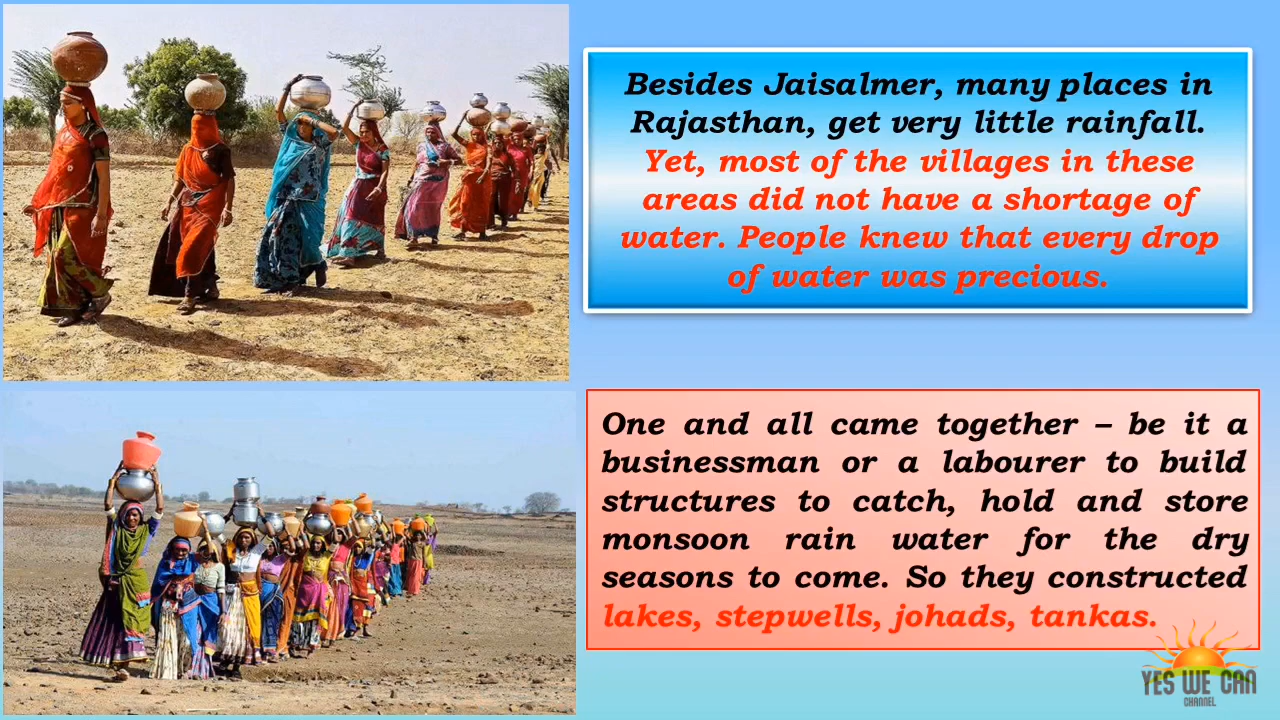 Besides Jaisalmer, many places in
Rajasthan, get very little rainfall.
Yet, most of the villages in these
areas did not have a shortage of
water. People knew that every drop
of water was precious.
One and all came together – be it a
businessman or a labourer to build
structures to catch, hold and store
monsoon rain water for the dry
seasons to come. So they constructed
lakes, stepwells, johads, tankas.
YES WE CAN
CHANNEL